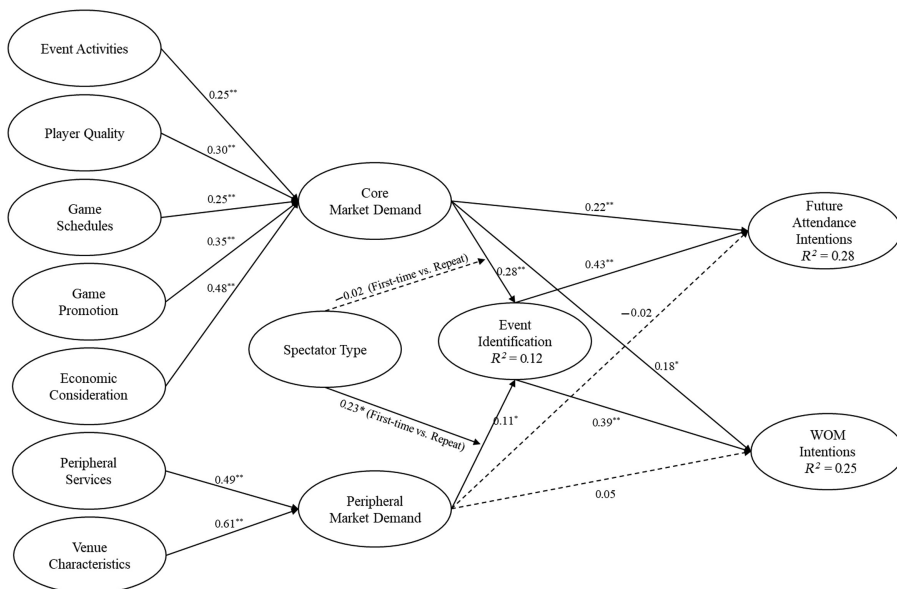 Event Activities
Player Quality
Game
Schedules
Game
Promotion
Economic
Consideration
Peripheral
Services
Venue
Characteristics
0.25**
0.30**
0.25**
0.35**
0.48**
0.49**
0.61**
Core
Market Demand
−0.02 (First-time vs. Repeat)
Spectator Type
0.23* (First-time vs. Repeat)
Peripheral
Market Demand
0.28**
Event
Identification
R² = 0.12
0.11*
0.22**
0.43**
−0.02
0.18*
0.39**
0.05
Future
Attendance
Intentions
R² = 0.28
WOM
Intentions
R² = 0.25